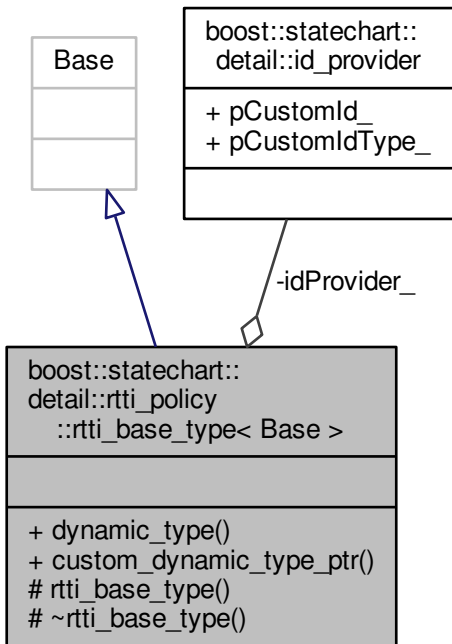 Base
boost::statechart::
detail::id_provider
+ pCustomId_
+ pCustomIdType_
-idProvider_
boost::statechart::
detail::rtti_policy
::rtti_base_type< Base >
+ dynamic_type()
+ custom_dynamic_type_ptr()
# rtti_base_type()
# ~rtti_base_type()